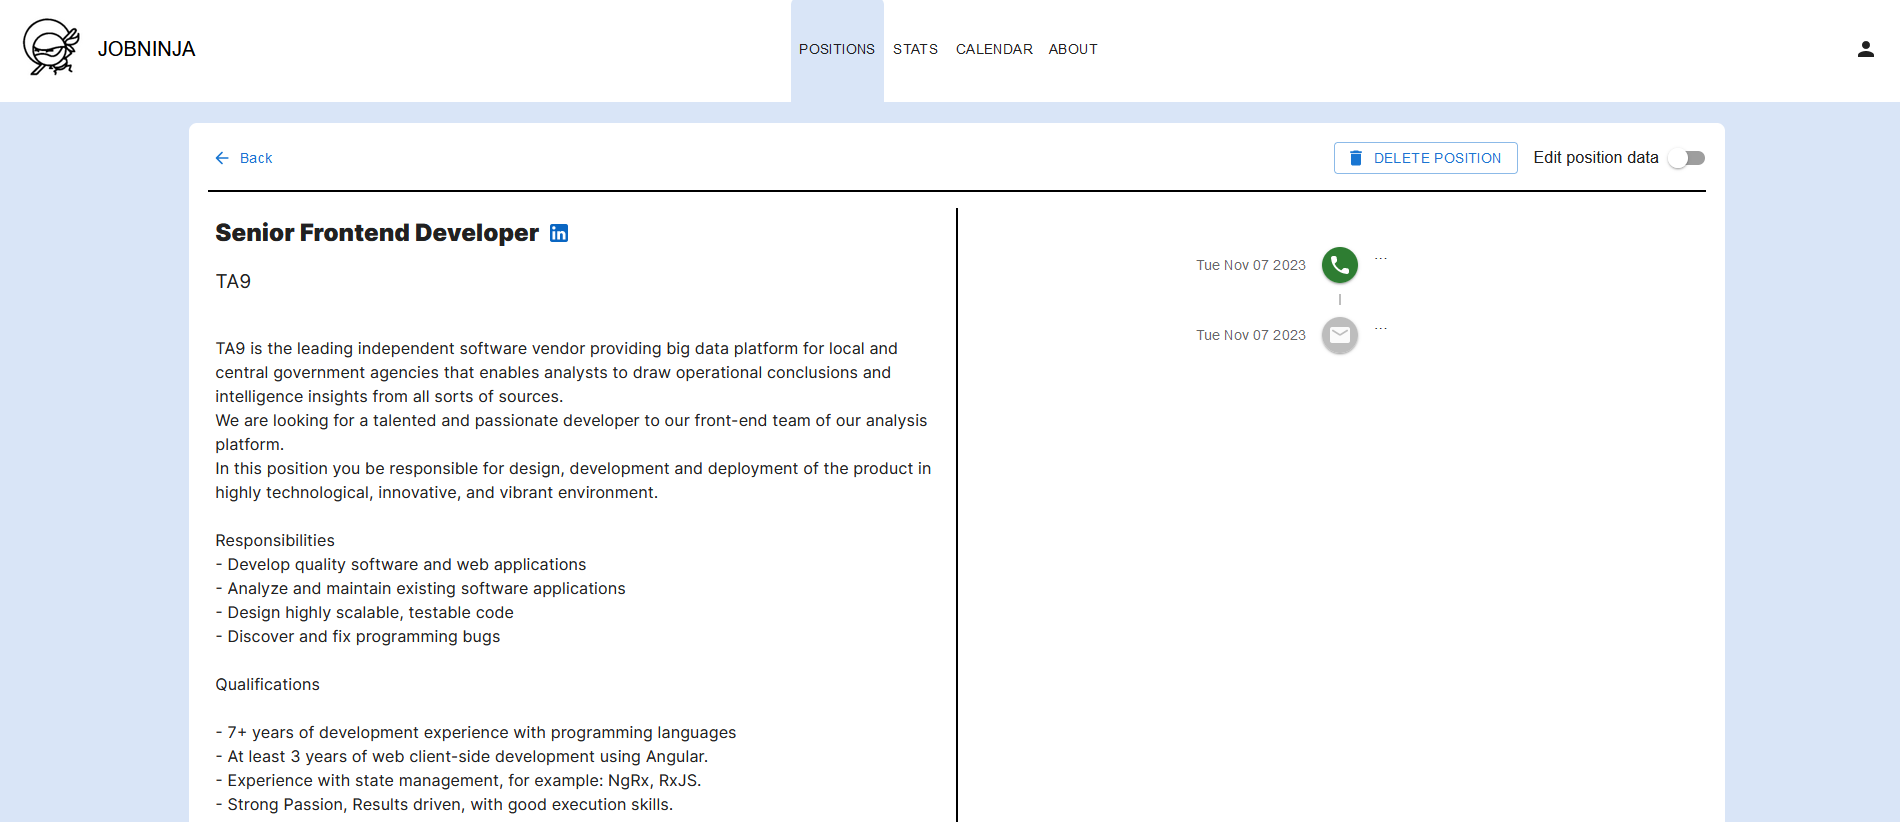 JOBNINJA
POSITIONS STATS CALENDAR ABOUT
Back
DELETE POSITION Edit position data
Senior Frontend Developer in
TA9
TA9 is the leading independent software vendor providing big data platform for local and
central government agencies that enables analysts to draw operational conclusions and
intelligence insights from all sorts of sources.
We are looking for a talented and passionate developer to our front-end team of our analysis
platform.
In this position you be responsible for design, development and deployment of the product in
highly technological, innovative, and vibrant environment.
Responsibilities
- Develop quality software and web applications
- Analyze and maintain existing software applications
- Design highly scalable, testable code
- Discover and fix programming bugs
Qualifications
- 7+ years of development experience with programming languages
- At least 3 years of web client-side development using Angular.
- Experience with state management, for example: NgRx, RxJS.
- Strong Passion, Results driven, with good execution skills.
Tue Nov 07 2023 ...
Tue Nov 07 2023 ...